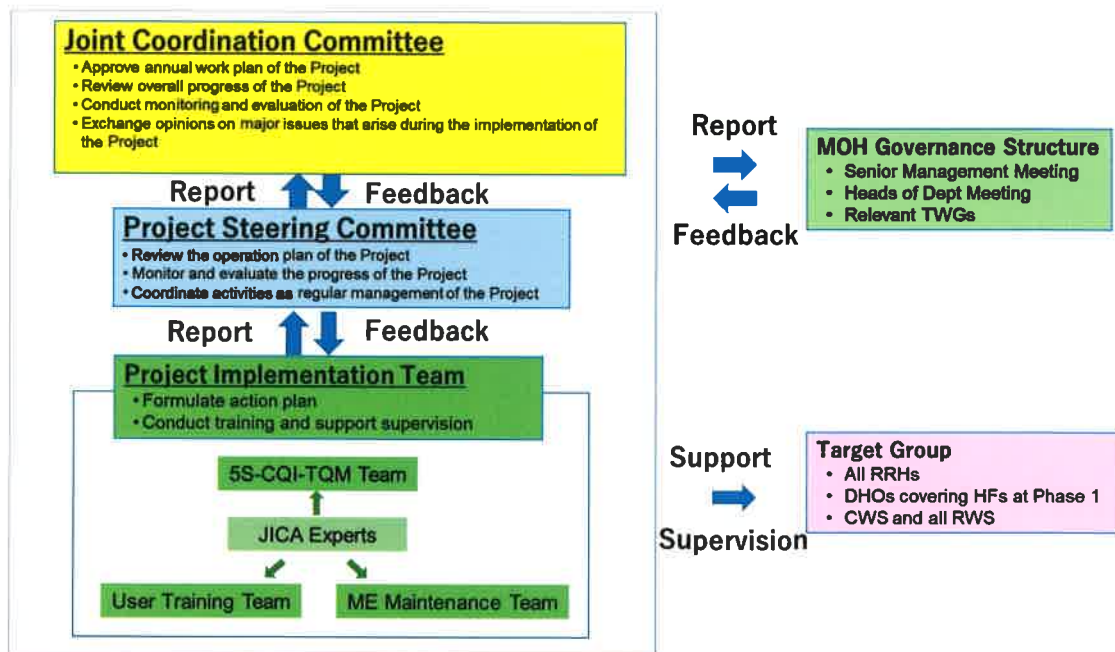 Joint Coordination Committee
• Approve annual work plan of the Project
• Review overall progress of the Project
• Conduct monitoring and evaluation of the Project
• Exchange opinions on major issues that arise during the implementation of
the Project
Report
Feedback
Project Steering Committee
• Review the operation plan of the Project
• Monitor and evaluate the progress of the Project
• Coordinate activities as regular management of the Project
Report
Feedback
Project Implementation Team
• Formulate action plan
• Conduct training and support supervision
5S-CQI-TQM Team
JICA Experts
User Training Team
ME Maintenance Team
Report
Feedback
MOH Governance Structure
• Senior Management Meeting
• Heads of Dept Meeting
• Relevant TWGs
Support
Supervision
Target Group
• All RRHs
• DHOs covering HFs at Phase 1
• CWS and all RWS